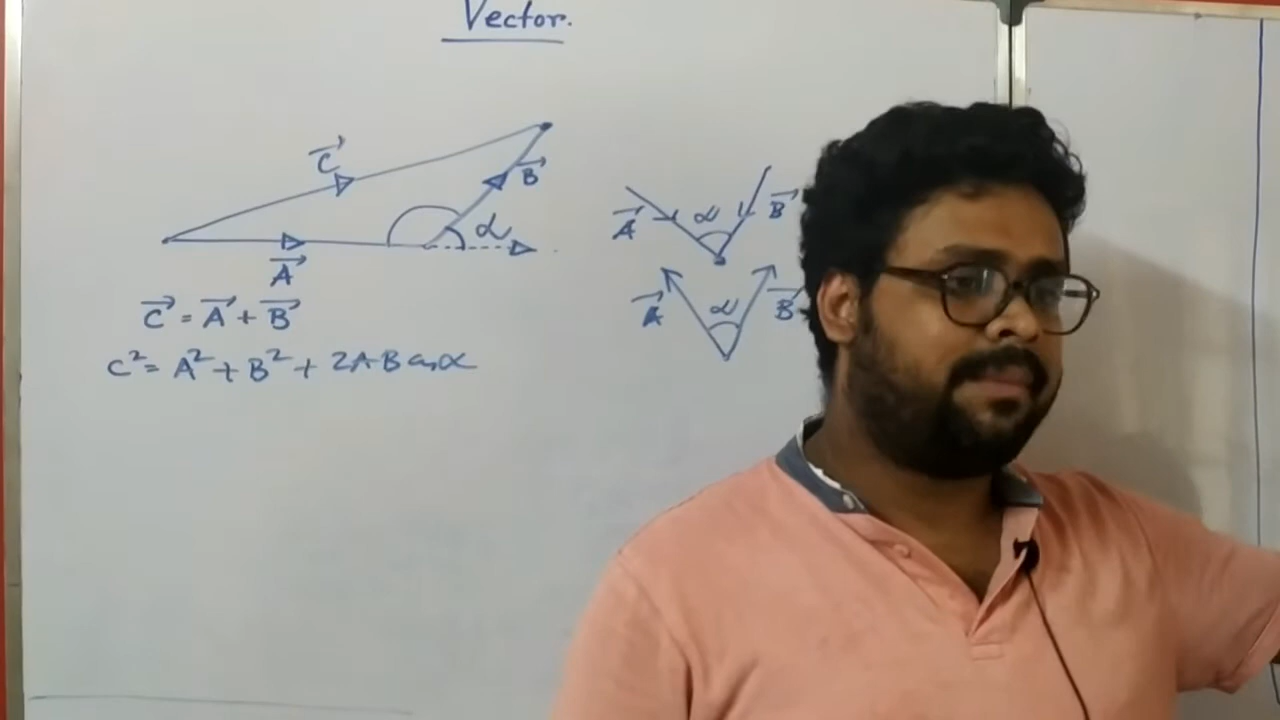 Vector.
C⃗
B⃗
α
A⃗
C⃗ = A⃗ + B⃗
C² = A² + B² + 2AB cos α
A⃗ α B⃗
A⃗ α B⃗